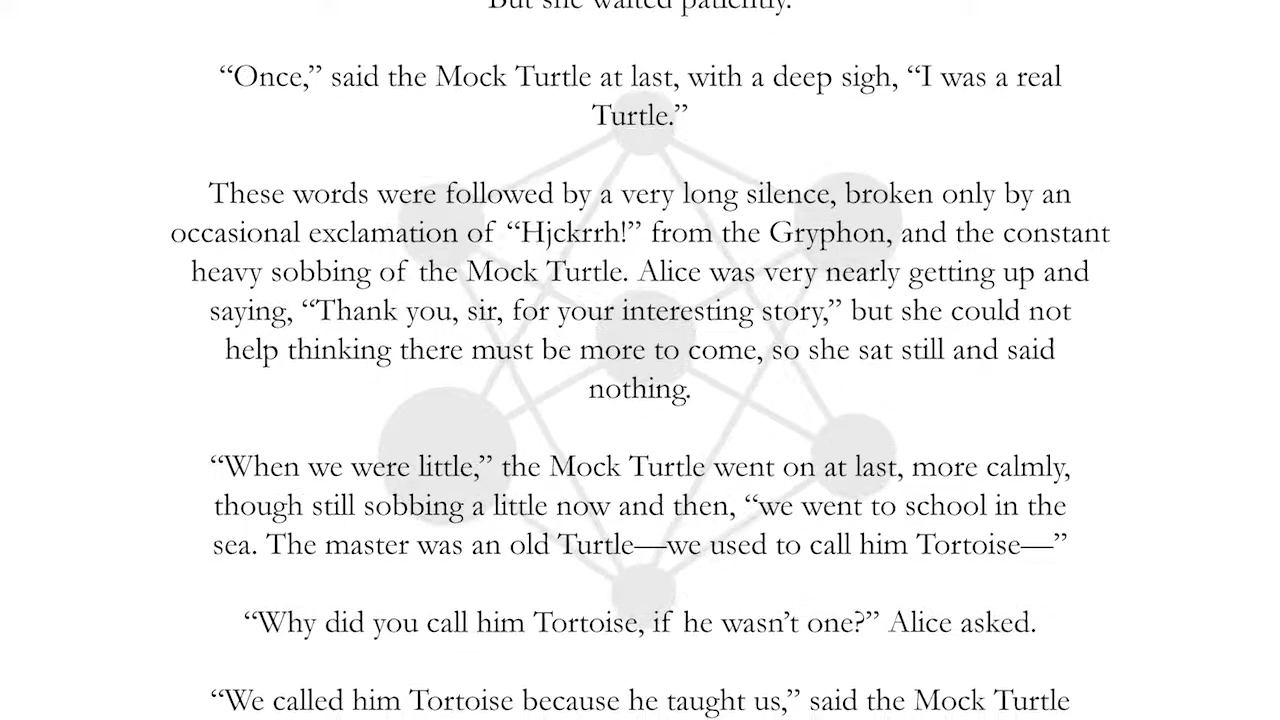 But she waited patiently.
“Once,” said the Mock Turtle at last, with a deep sigh, “I was a real
Turtle.”
These words were followed by a very long silence, broken only by an
occasional exclamation of “Hjckrrh!” from the Gryphon, and the constant
heavy sobbing of the Mock Turtle. Alice was very nearly getting up and
saying, “Thank you, sir, for your interesting story,” but she could not
help thinking there must be more to come, so she sat still and said
nothing.
“When we were little,” the Mock Turtle went on at last, more calmly,
though still sobbing a little now and then, “we went to school in the
sea. The master was an old Turtle—we used to call him Tortoise—”
“Why did you call him Tortoise, if he wasn’t one?” Alice asked.
“We called him Tortoise because he taught us,” said the Mock Turtle